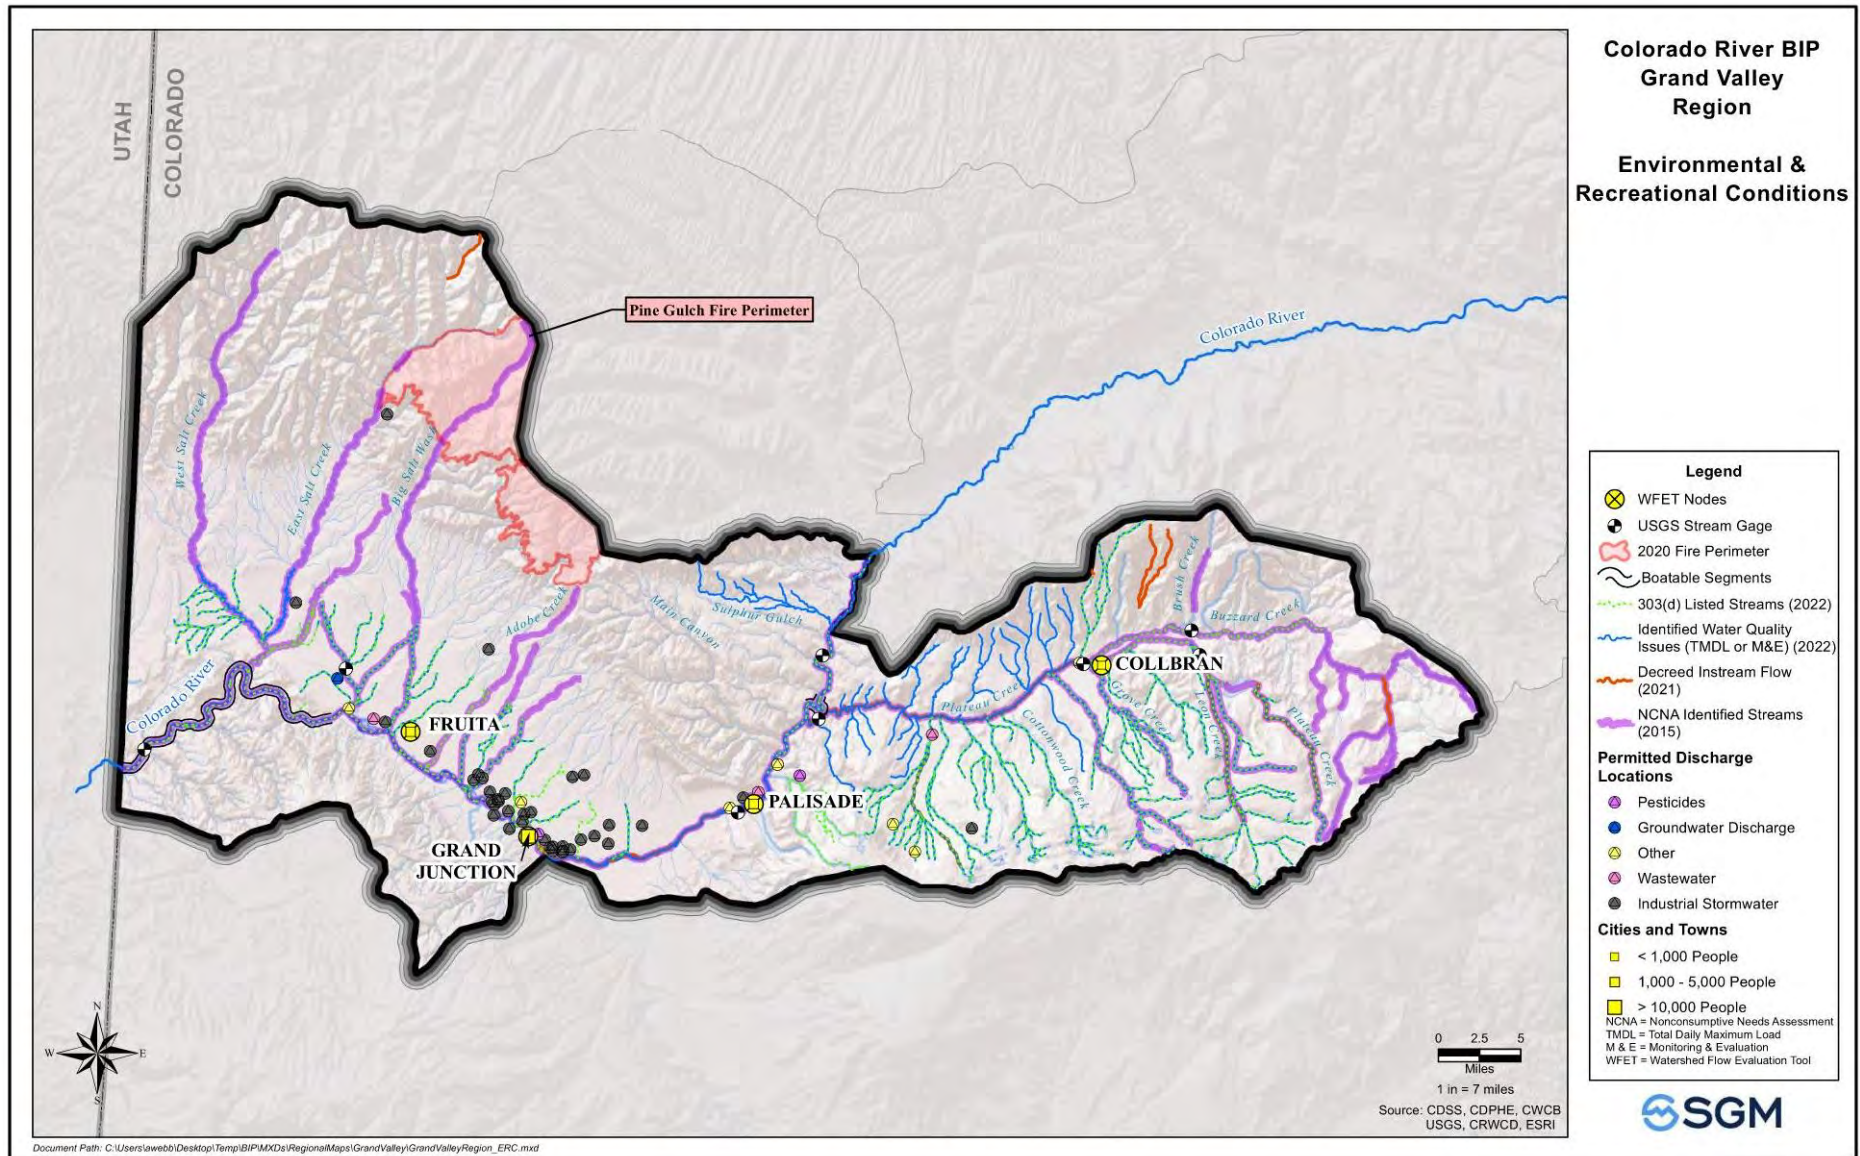 Colorado River BIP
Grand Valley
Region
Environmental &
Recreational Conditions
UTAH
COLORADO
Pine Gulch Fire Perimeter
Colorado River
West Salt Creek
East Salt Creek
Big Salt Wash
Adobe Creek
Main Canyon
Sulphur Gulch
Brush Creek
Buzzard Creek
COLLBRAN
Colorado River
FRUITA
Plateau Creek
Cottonwood Creek
Grove Creek
Leon Creek
Plateau Creek
PALISADE
GRAND
JUNCTION
Legend
WFET Nodes
USGS Stream Gage
2020 Fire Perimeter
Boatable Segments
303(d) Listed Streams (2022)
Identified Water Quality
Issues (TMDL or M&E) (2022)
Decreed Instream Flow
(2021)
NCNA Identified Streams
(2015)
Permitted Discharge
Locations
Pesticides
Groundwater Discharge
Other
Wastewater
Industrial Stormwater
Cities and Towns
< 1,000 People
1,000 - 5,000 People
> 10,000 People
NCNA = Nonconsumptive Needs Assessment
TMDL = Total Daily Maximum Load
M & E = Monitoring & Evaluation
WFET = Watershed Flow Evaluation Tool
N
W E
S
0 2.5 5
Miles
1 in = 7 miles
Source: CDSS, CDPHE, CWCB
USGS, CRWCD, ESRI
SGM
Document Path: C:\Users\awebb\Desktop\Temp\BIP\MXDs\RegionalMaps\GrandValley\GrandValleyRegion_ERC.mxd